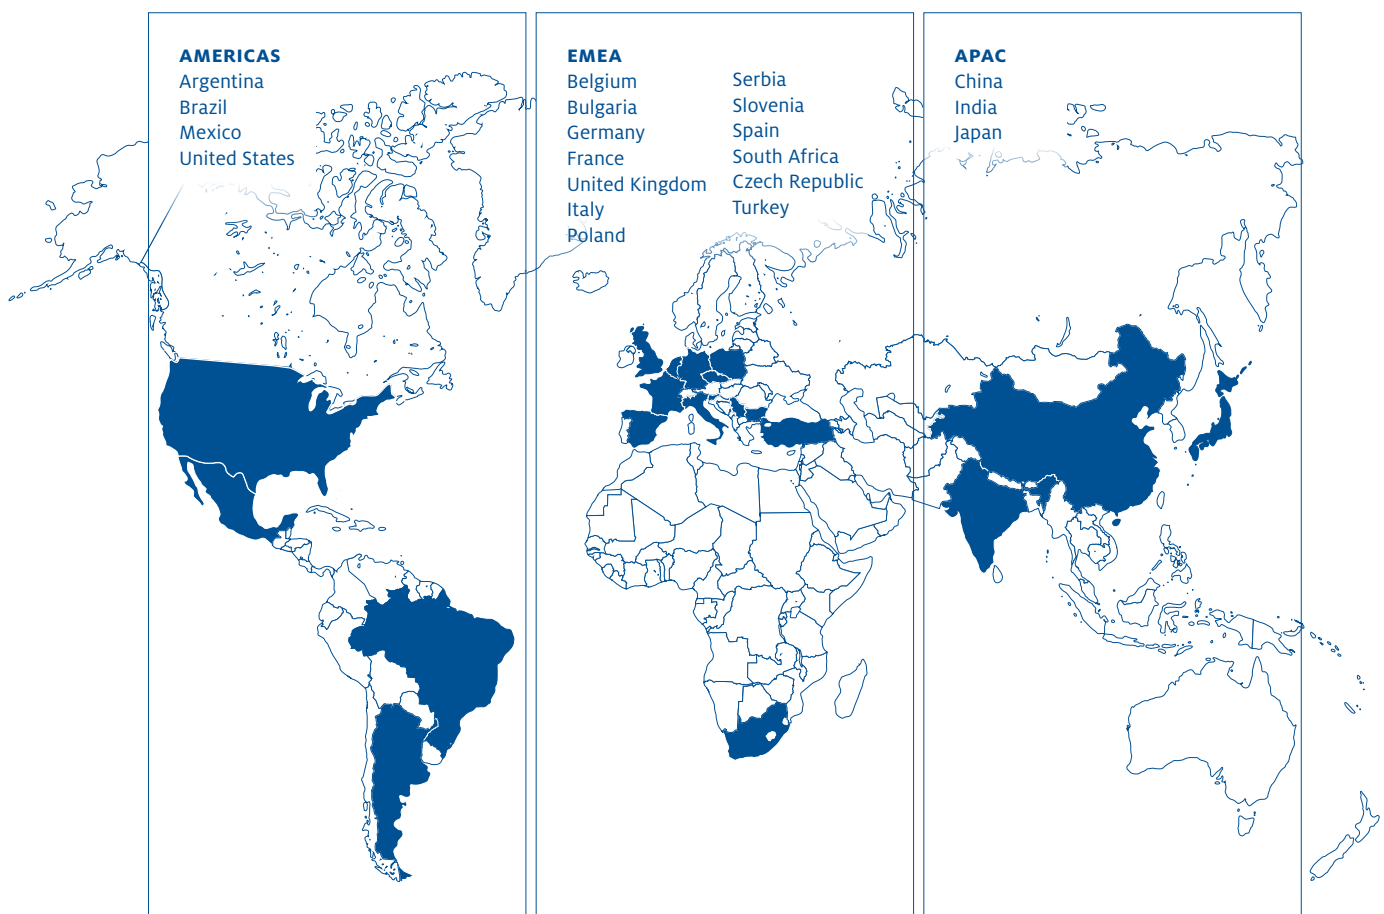 AMERICAS
Argentina
Brazil
Mexico
United States
EMEA
Belgium
Bulgaria
Germany
France
United Kingdom
Italy
Poland
Serbia
Slovenia
Spain
South Africa
Czech Republic
Turkey
APAC
China
India
Japan